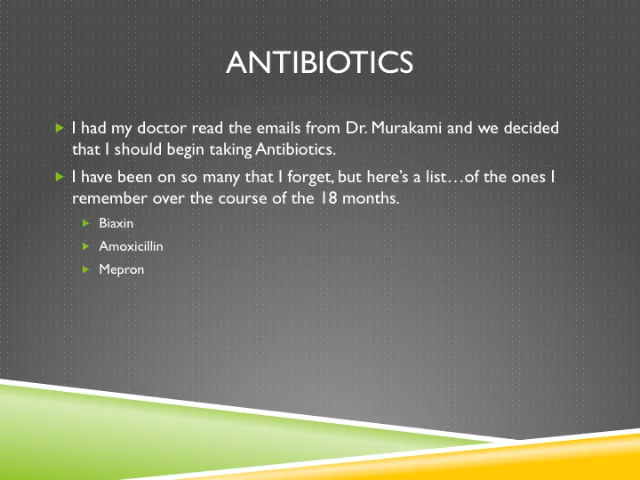 ANTIBIOTICS
I had my doctor read the emails from Dr. Murakami and we decided
that I should begin taking Antibiotics.
I have been on so many that I forget, but here's a list…of the ones I
remember over the course of the 18 months.
Biaxin
Amoxicillin
Mepron